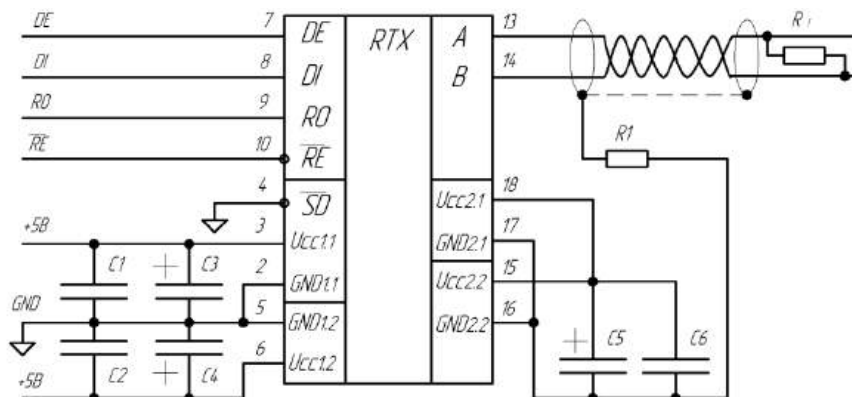 DE 7 DE RTX A 13
DI 8 DI B 14
RO 9 RO
RE 10 RE R1
4 SD Ucc2.1 18
+5В 3 Ucc1.1 GND2.1 17
C1 + C3 2 GND1.1 Ucc2.2 15
GND 5 GND1.2 GND2.2 16
C2 + C4 6 Ucc1.2 + C5 C6
+5В